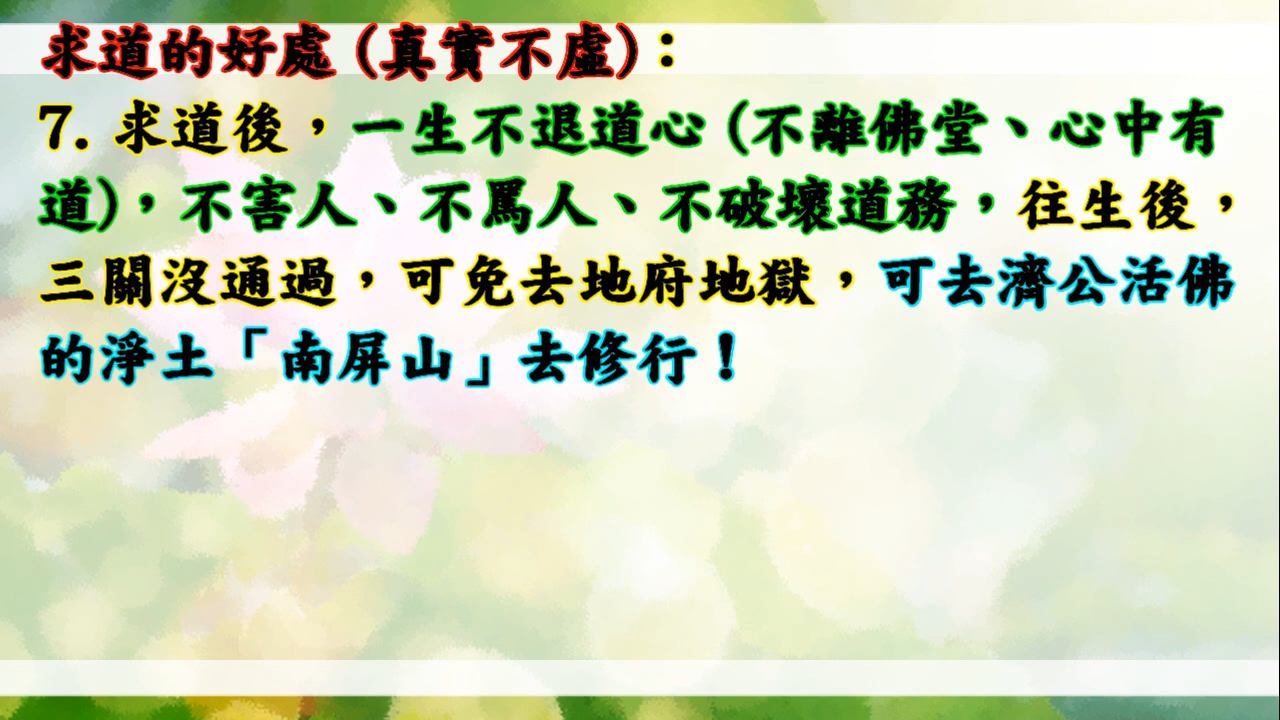 求道的好處(真實不虛)：
7.求道後，一生不退道心(不離佛堂、心中有
道)，不害人、不罵人、不破壞道務，往生後，
三關沒通過，可免去地府地獄，可去濟公活佛
的淨土「南屏山」去修行！